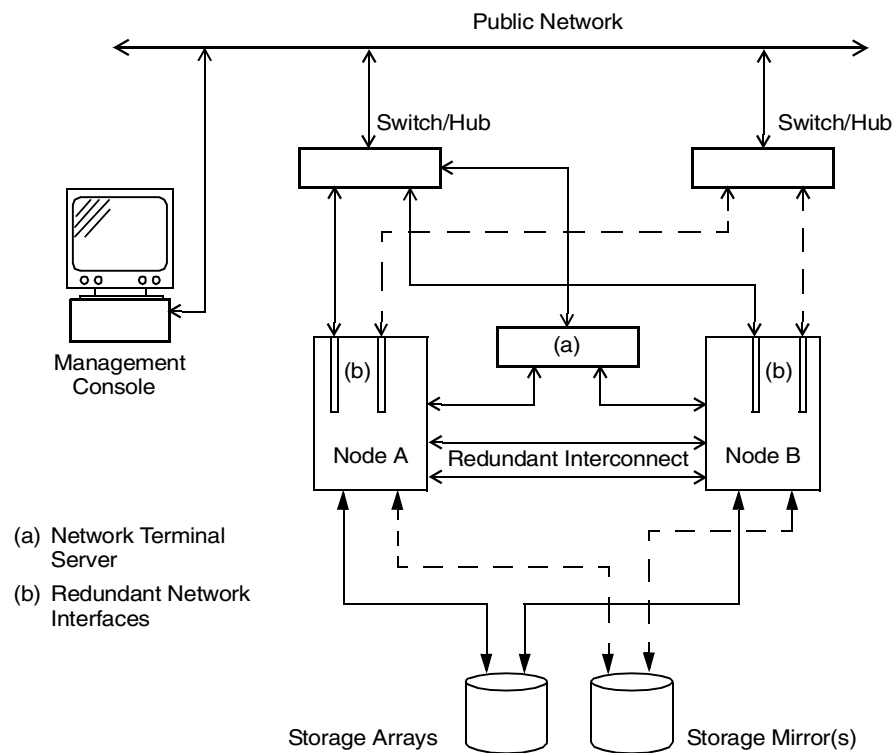 Public Network
Switch/Hub
Switch/Hub
Management
Console
(a)
(b)
(b)
Node A
Redundant Interconnect
Node B
(a) Network Terminal
Server
(b) Redundant Network
Interfaces
Storage Arrays
Storage Mirror(s)